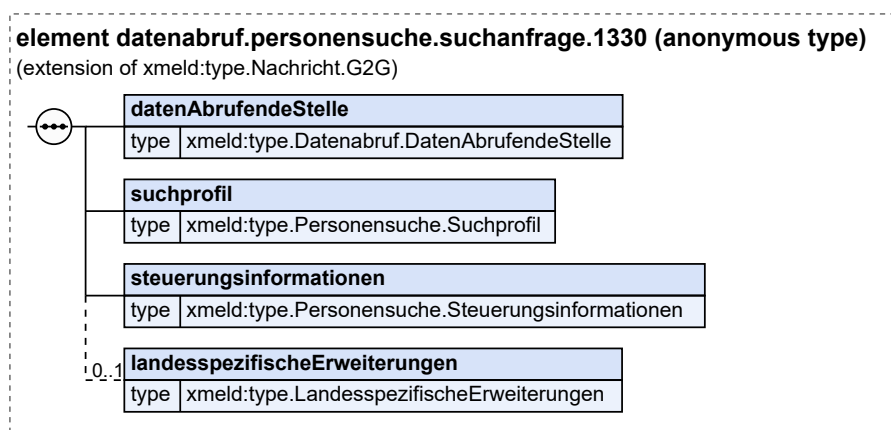 element datenabruf.personensuche.suchanfrage.1330 (anonymous type)
(extension of xmeld:type.Nachricht.G2G)
datenAbrufendeStelle
type xmeld:type.Datenabruf.DatenAbrufendeStelle
suchprofil
type xmeld:type.Personensuche.Suchprofil
steuerungsinformationen
type xmeld:type.Personensuche.Steuerungsinformationen
0..1 landesspezifischeErweiterungen
type xmeld:type.LandesspezifischeErweiterungen